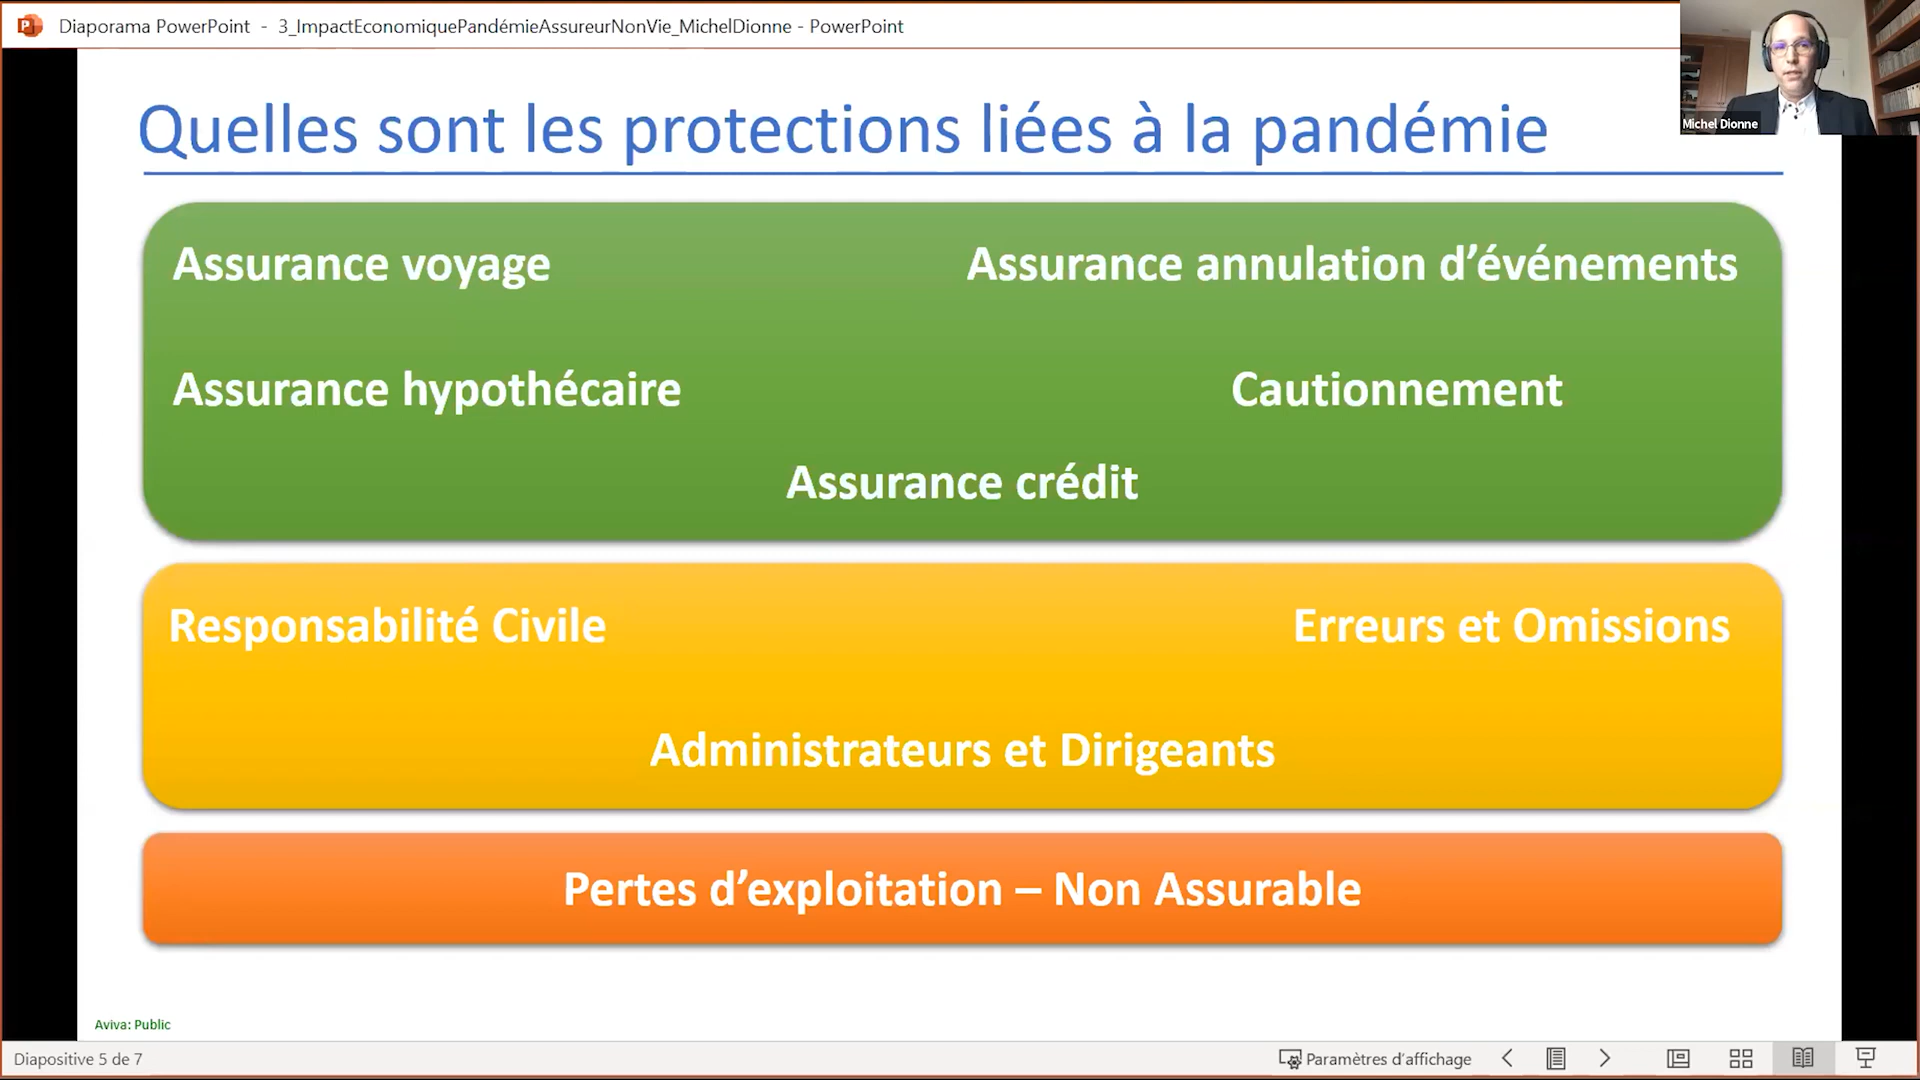 Diaporama PowerPoint - 3_ImpactEconomiquePandémieAssureurNonVie_MichelDionne - PowerPoint
Michel Dionne
Quelles sont les protections liées à la pandémie
Assurance voyage
Assurance annulation d’événements
Assurance hypothécaire
Cautionnement
Assurance crédit
Responsabilité Civile
Erreurs et Omissions
Administrateurs et Dirigeants
Pertes d’exploitation – Non Assurable
Aviva: Public
Diapositive 5 de 7
Paramètres d’affichage